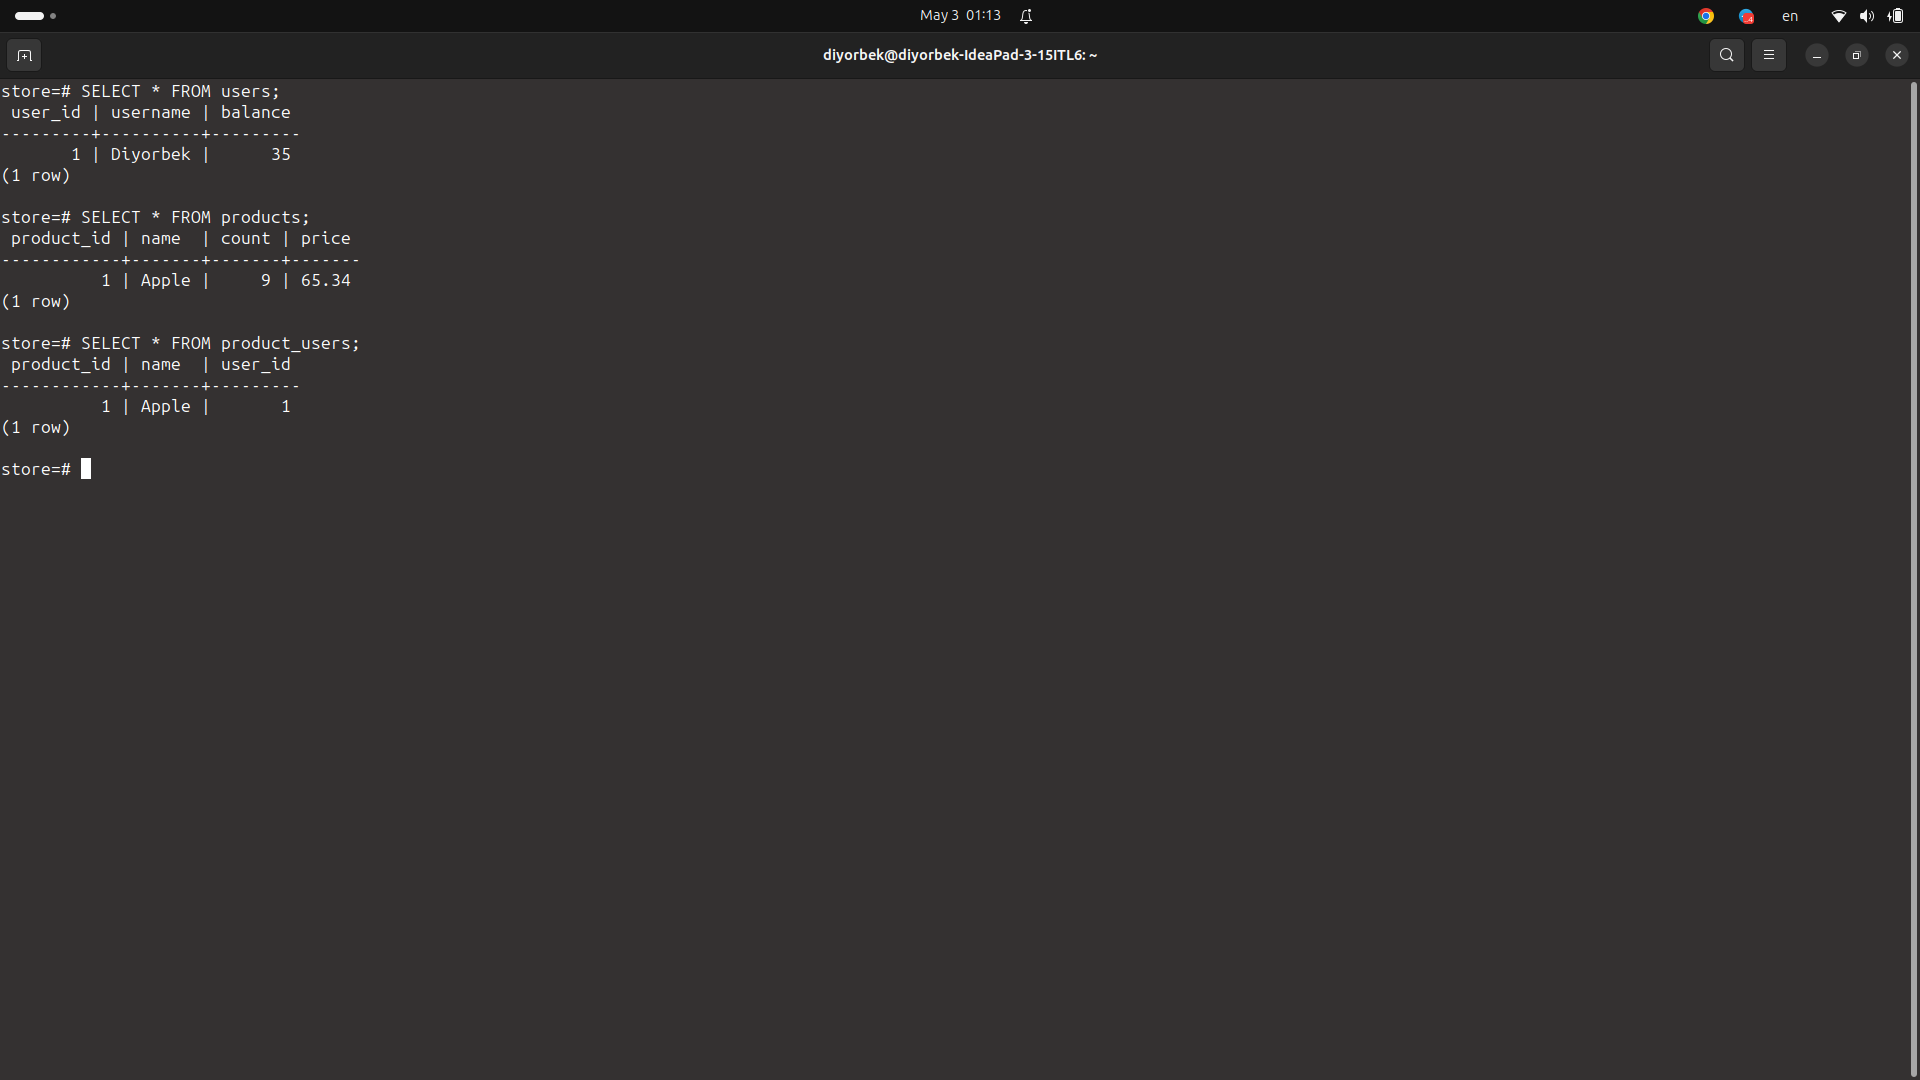 May 3 01:13
en
diyorbek@diyorbek-IdeaPad-3-15ITL6: ~
store=# SELECT * FROM users;
 user_id | username | balance
---------+----------+---------
       1 | Diyorbek |      35
(1 row)

store=# SELECT * FROM products;
 product_id | name  | count | price
------------+-------+-------+-------
          1 | Apple |     9 | 65.34
(1 row)

store=# SELECT * FROM product_users;
 product_id | name  | user_id
------------+-------+---------
          1 | Apple |       1
(1 row)

store=#